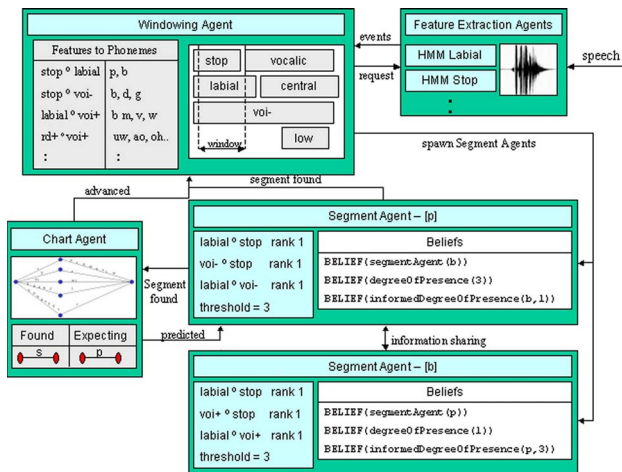 Windowing Agent
Features to Phonemes
stop º labial p, b
stop º voi- b, d, g
labial º voi+ b m, v, w
rd+ º voi+ uw, ao, oh..
: :
stop vocalic
labial central
voi-
low
window
events
request
Feature Extraction Agents
HMM Labial
HMM Stop
:
speech
spawn Segment Agents
segment found
advanced
Chart Agent
Found Expecting
s p
Segment
found
predicted
Segment Agent – [p]
labial º stop rank 1
voi- º stop rank 1
labial º voi- rank 1
threshold = 3
Beliefs
BELIEF(segmentAgent(b))
BELIEF(degreeOfPresence(3))
BELIEF(informedDegreeOfPresence(b,1))
information sharing
Segment Agent – [b]
labial º stop rank 1
voi+ º stop rank 1
labial º voi+ rank 1
threshold = 3
Beliefs
BELIEF(segmentAgent(p))
BELIEF(degreeOfPresence(1))
BELIEF(informedDegreeOfPresence(p,3))